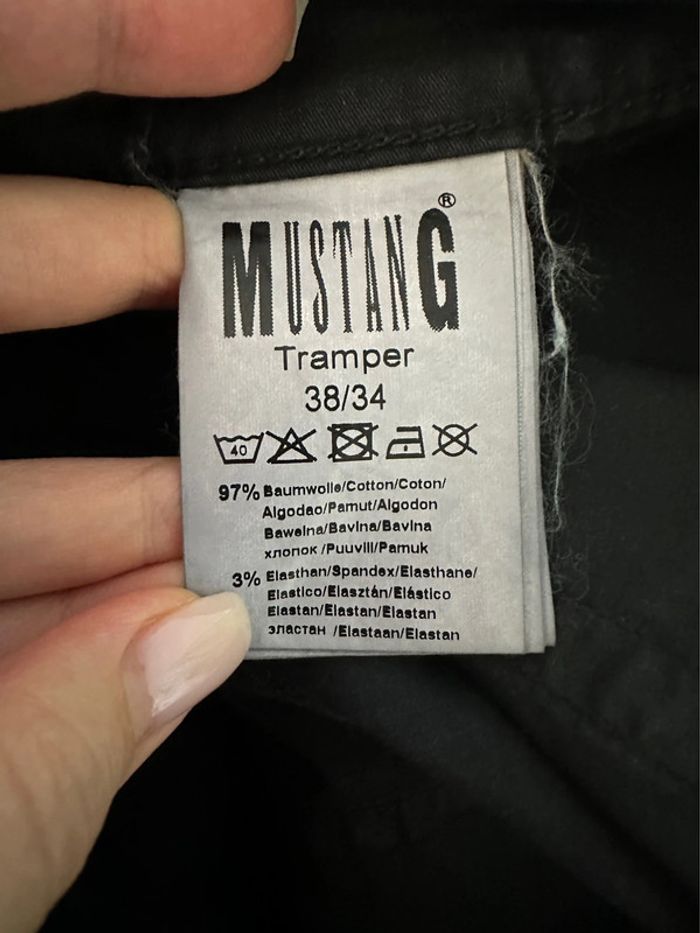 MUSTANG®
Tramper
38/34
40
97% Baumwolle/Cotton/Coton/
Algodao/Pamut/Algodon
Bawelna/Bavlna/Bavlna
хлопок /Puuvill/Pamuk
3% Elasthan/Spandex/Elasthane/
Elastico/Elasztán/Elástico
Elastan/Elastan/Elastan
эластан /Elastaan/Elastan